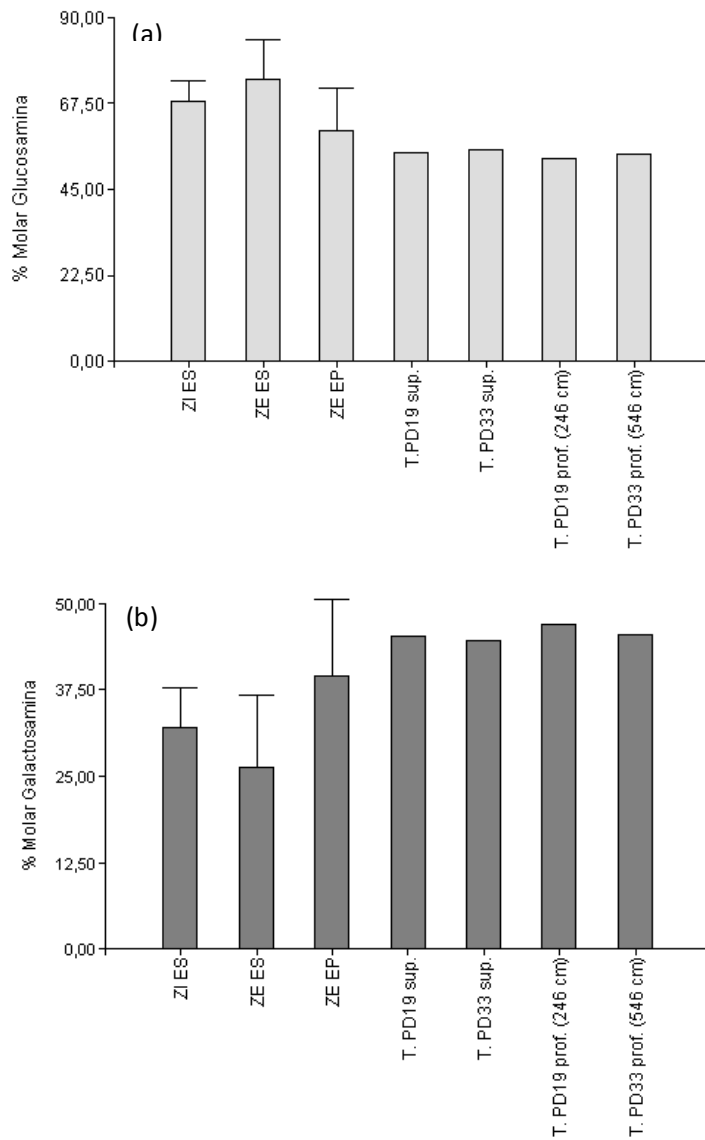 (a)
% Molar Glucosamina
90,00
67,50
45,00
22,50
0,00
ZI ES
ZE ES
ZE EP
T.PD19 sup.
T. PD33 sup.
T. PD19 prof. (246 cm)
T. PD33 prof. (546 cm)
(b)
% Molar Galactosamina
50,00
37,50
25,00
12,50
0,00
ZI ES
ZE ES
ZE EP
T. PD19 sup.
T. PD33 sup.
T. PD19 prof. (246 cm)
T. PD33 prof. (546 cm)